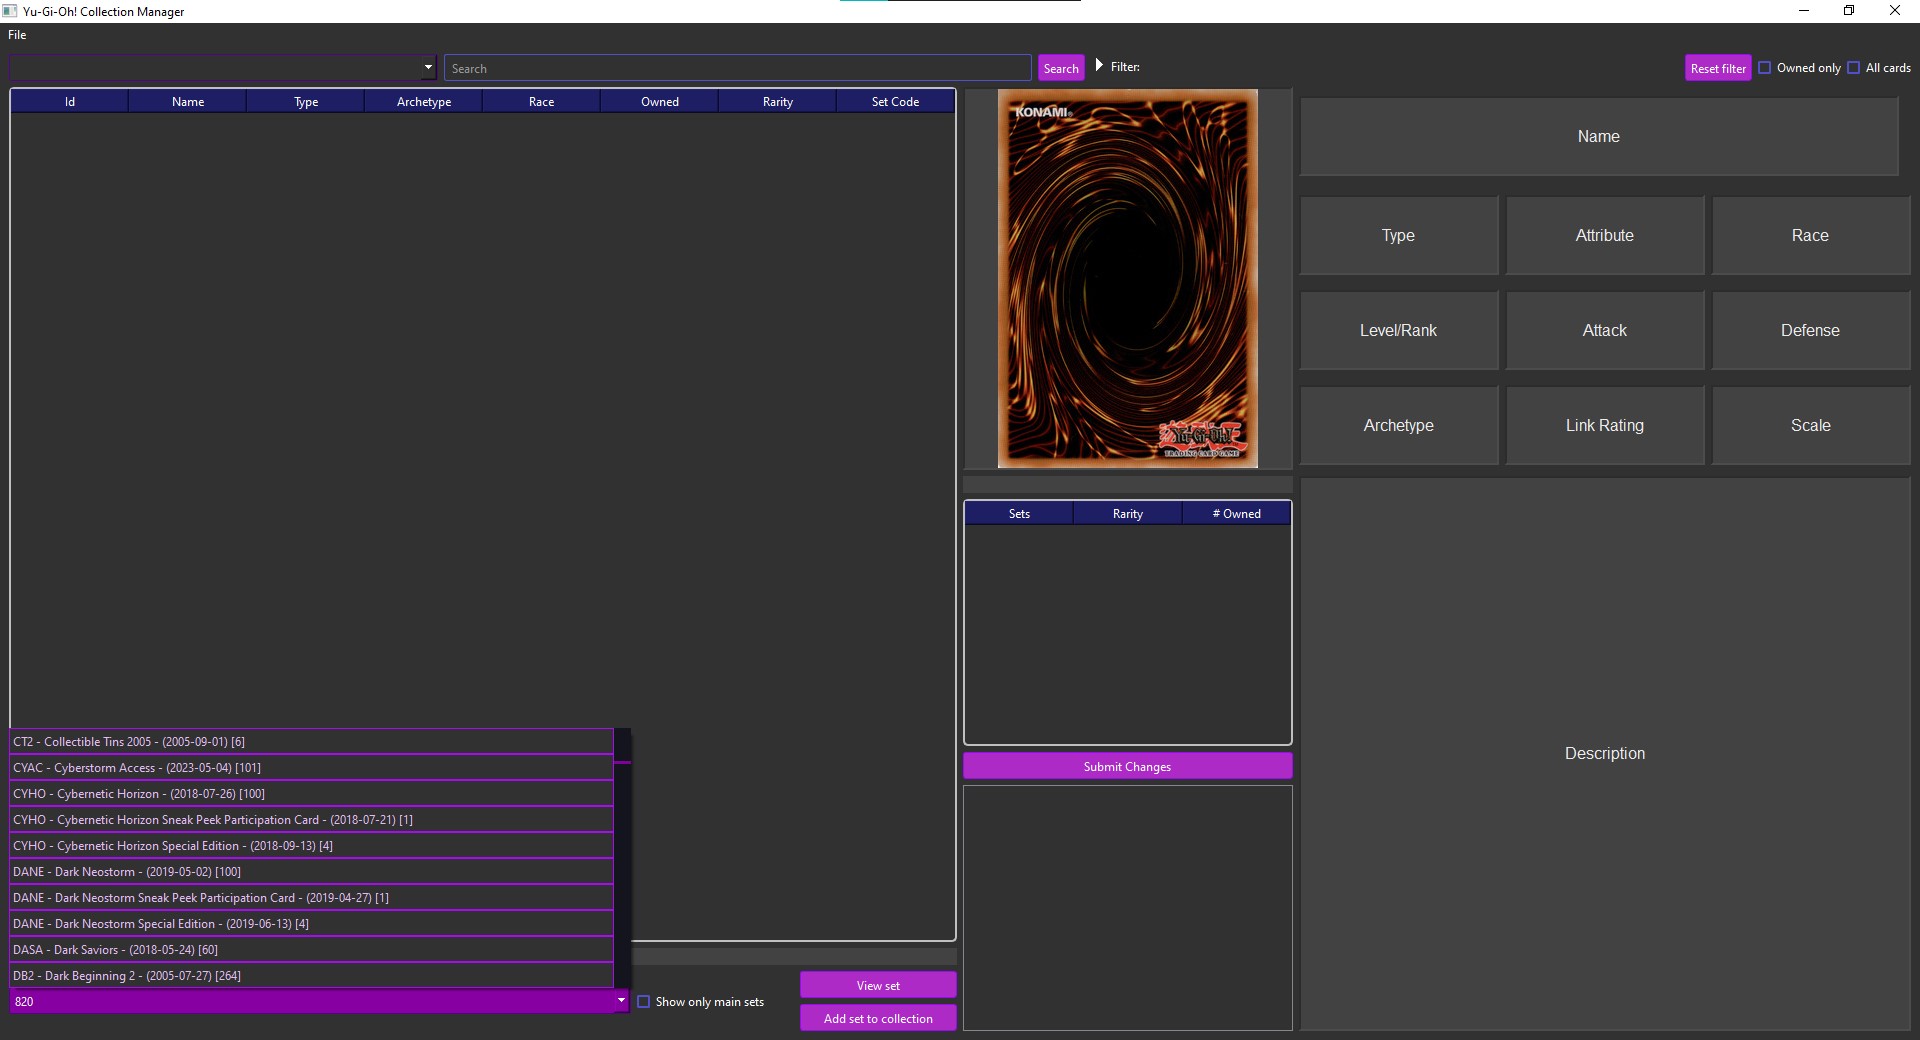 Yu-Gi-Oh! Collection Manager
File
Search
Search
Filter:
Reset filter
Owned only
All cards
Id
Name
Type
Archetype
Race
Owned
Rarity
Set Code
KONAMI®
Yu-Gi-Oh!
TRADING CARD GAME
Name
Type
Attribute
Race
Level/Rank
Attack
Defense
Archetype
Link Rating
Scale
Sets
Rarity
# Owned
Submit Changes
Description
CT2 - Collectible Tins 2005 - (2005-09-01) [6]
CYAC - Cyberstorm Access - (2023-05-04) [101]
CYHO - Cybernetic Horizon - (2018-07-26) [100]
CYHO - Cybernetic Horizon Sneak Peek Participation Card - (2018-07-21) [1]
CYHO - Cybernetic Horizon Special Edition - (2018-09-13) [4]
DANE - Dark Neostorm - (2019-05-02) [100]
DANE - Dark Neostorm Sneak Peek Participation Card - (2019-04-27) [1]
DANE - Dark Neostorm Special Edition - (2019-06-13) [4]
DASA - Dark Saviors - (2018-05-24) [60]
DB2 - Dark Beginning 2 - (2005-07-27) [264]
820
Show only main sets
View set
Add set to collection